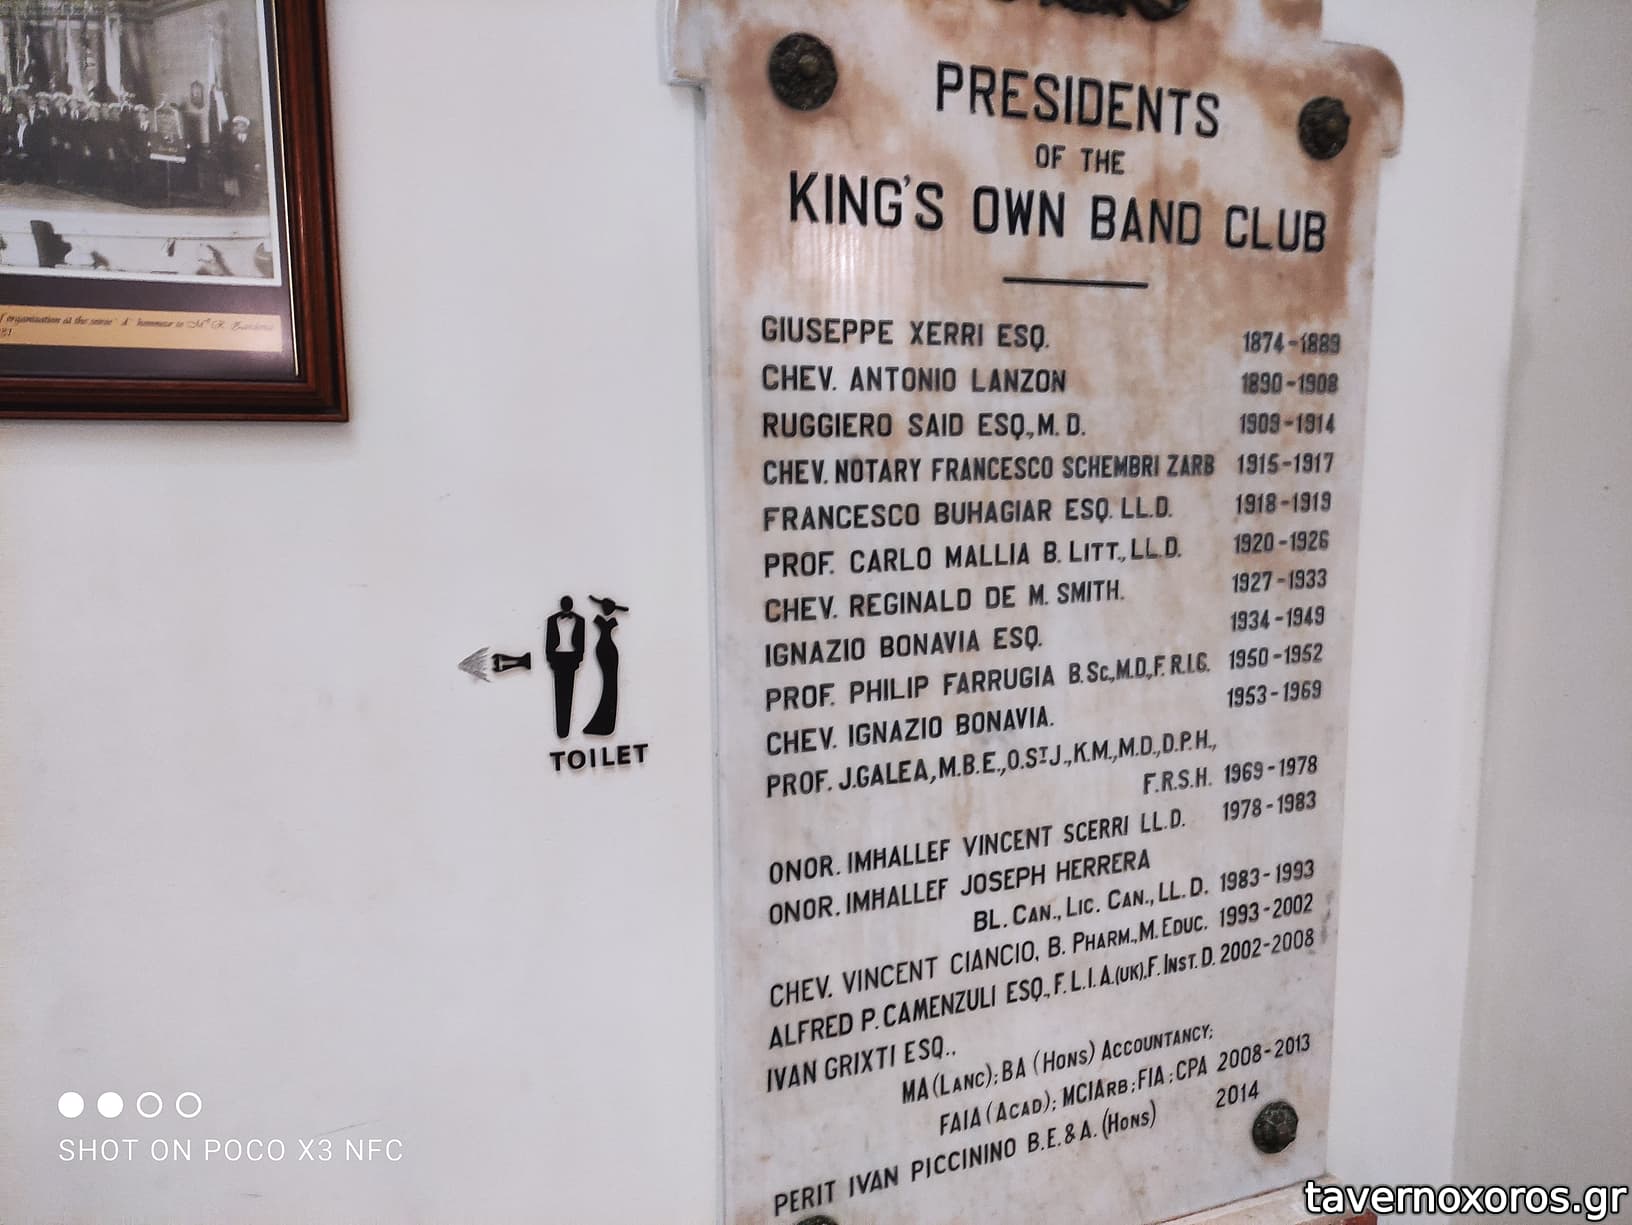 PRESIDENTS
OF THE
KING'S OWN BAND CLUB
GIUSEPPE XERRI ESQ. 1874-1889
CHEV. ANTONIO LANZON 1890-1908
RUGGIERO SAID ESQ., M.D. 1909-1914
CHEV. NOTARY FRANCESCO SCHEMBRI ZARB 1915-1917
FRANCESCO BUHAGIAR ESQ. LL.D. 1918-1919
PROF. CARLO MALLIA B. LITT., LL.D. 1920-1926
CHEV. REGINALD DE M. SMITH. 1927-1933
IGNAZIO BONAVIA ESQ. 1934-1949
PROF. PHILIP FARRUGIA B.Sc., M.D., F.R.I.G. 1950-1952
CHEV. IGNAZIO BONAVIA. 1953-1969
PROF. J. GALEA, M.B.E., O.ST J., K.M., M.D., D.P.H.,
F.R.S.H. 1969-1978
ONOR. IMHALLEF VINCENT SCERRI LL.D. 1978-1983
ONOR. IMHALLEF JOSEPH HERRERA
BL. CAN., LIC. CAN., LL.D. 1983-1993
CHEV. VINCENT CIANCIO, B. PHARM., M. EDUC. 1993-2002
ALFRED P. CAMENZULI ESQ., F.L.I.A.(UK), F. INST. D. 2002-2008
IVAN GRIXTI ESQ.,
MA (LANC); BA (HONS) ACCOUNTANCY;
FAIA (ACAD); MCIARB; FIA; CPA 2008-2013
PERIT IVAN PICCININO B.E.&A. (HONS) 2014
organisation at the soirée
TOILET
SHOT ON POCO X3 NFC
tavernoxoros.gr